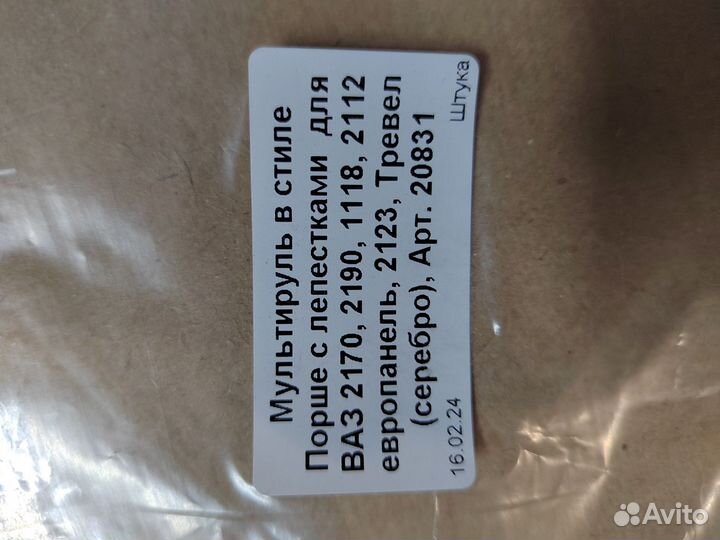 Мультируль в стиле
Порше с лепестками для
ВАЗ 2170, 2190, 1118, 2112
европанель, 2123, Тревел
(серебро), Арт. 20831
16.02.24 Штука
Avito